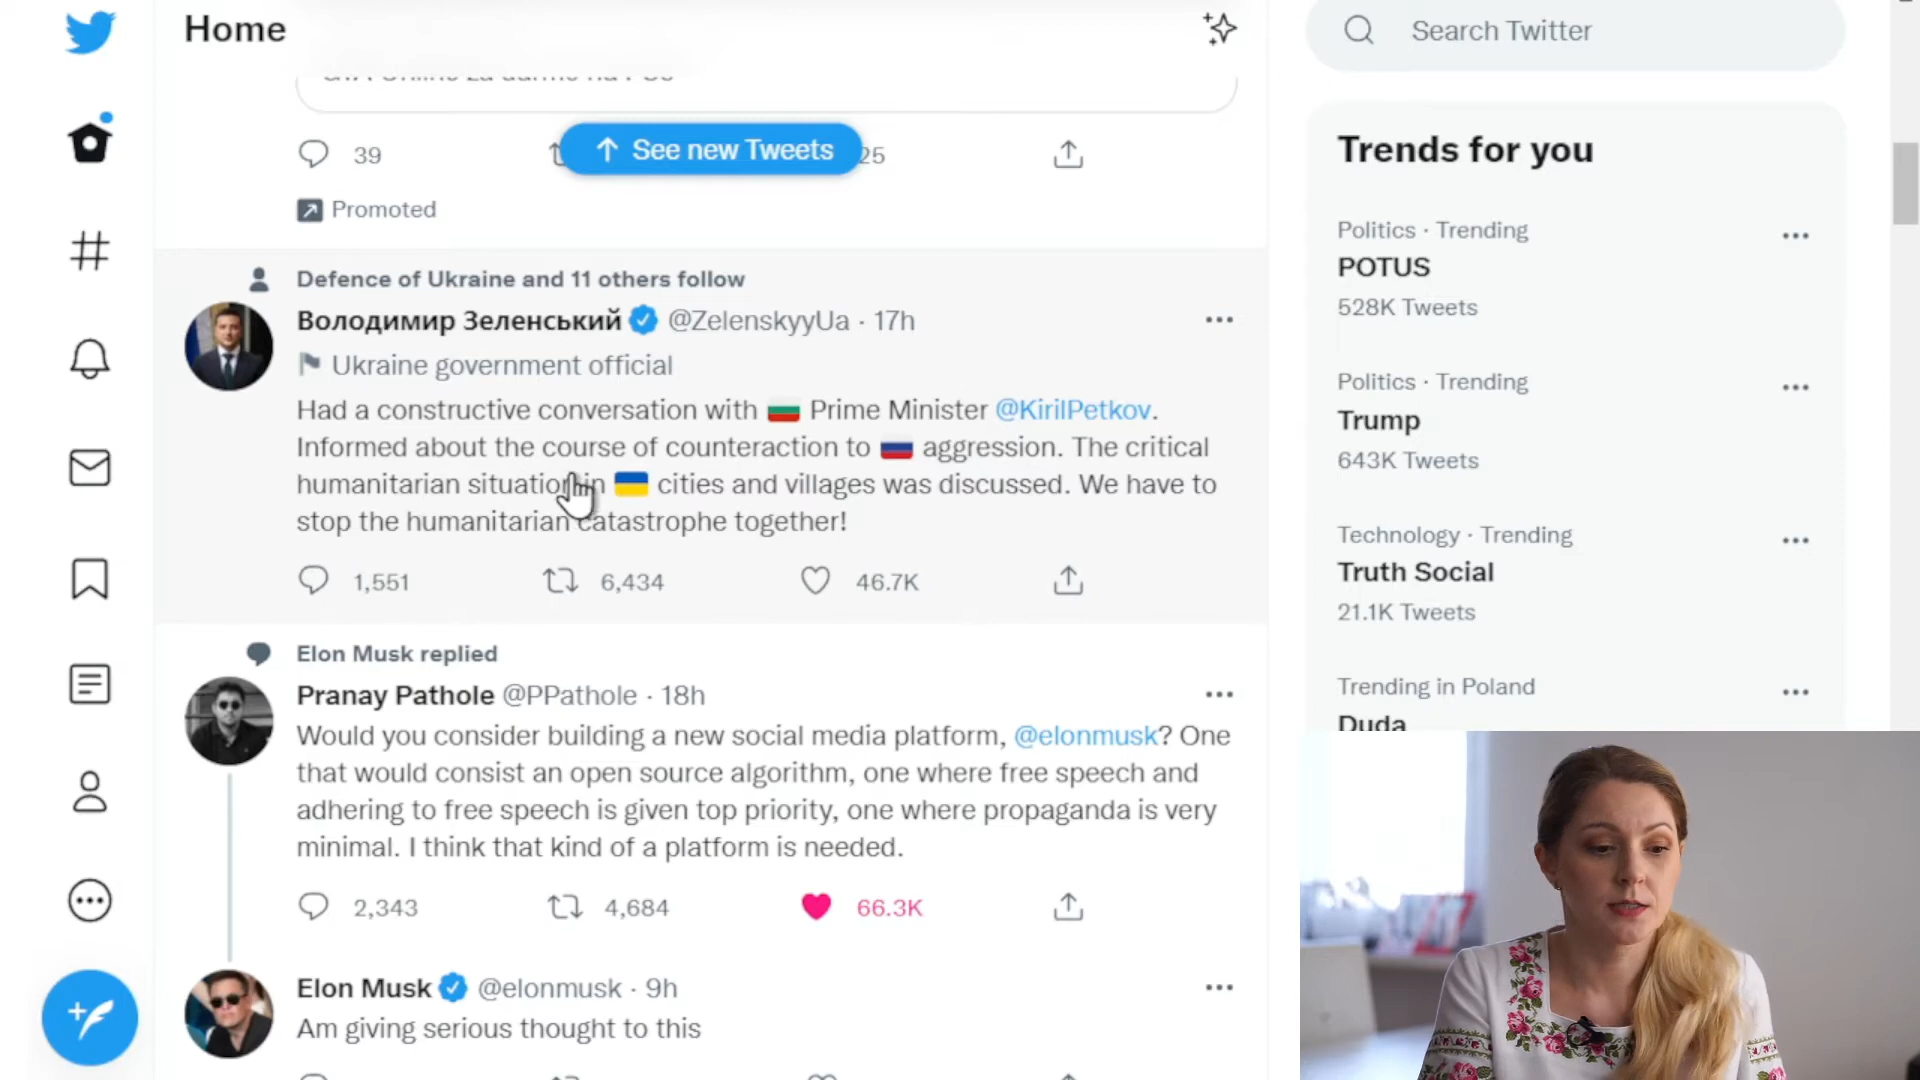 Home
39
See new Tweets
25
Promoted
Defence of Ukraine and 11 others follow
Володимир Зеленський @ZelenskyyUa · 17h
Ukraine government official
Had a constructive conversation with 🇧🇬 Prime Minister @KirilPetkov.
Informed about the course of counteraction to 🇷🇺 aggression. The critical
humanitarian situation in 🇺🇦 cities and villages was discussed. We have to
stop the humanitarian catastrophe together!
1,551 6,434 46.7K
Elon Musk replied
Pranay Pathole @PPathole · 18h
Would you consider building a new social media platform, @elonmusk? One
that would consist an open source algorithm, one where free speech and
adhering to free speech is given top priority, one where propaganda is very
minimal. I think that kind of a platform is needed.
2,343 4,684 66.3K
Elon Musk @elonmusk · 9h
Am giving serious thought to this
Search Twitter
Trends for you
Politics · Trending
POTUS
528K Tweets
Politics · Trending
Trump
643K Tweets
Technology · Trending
Truth Social
21.1K Tweets
Trending in Poland
Duda